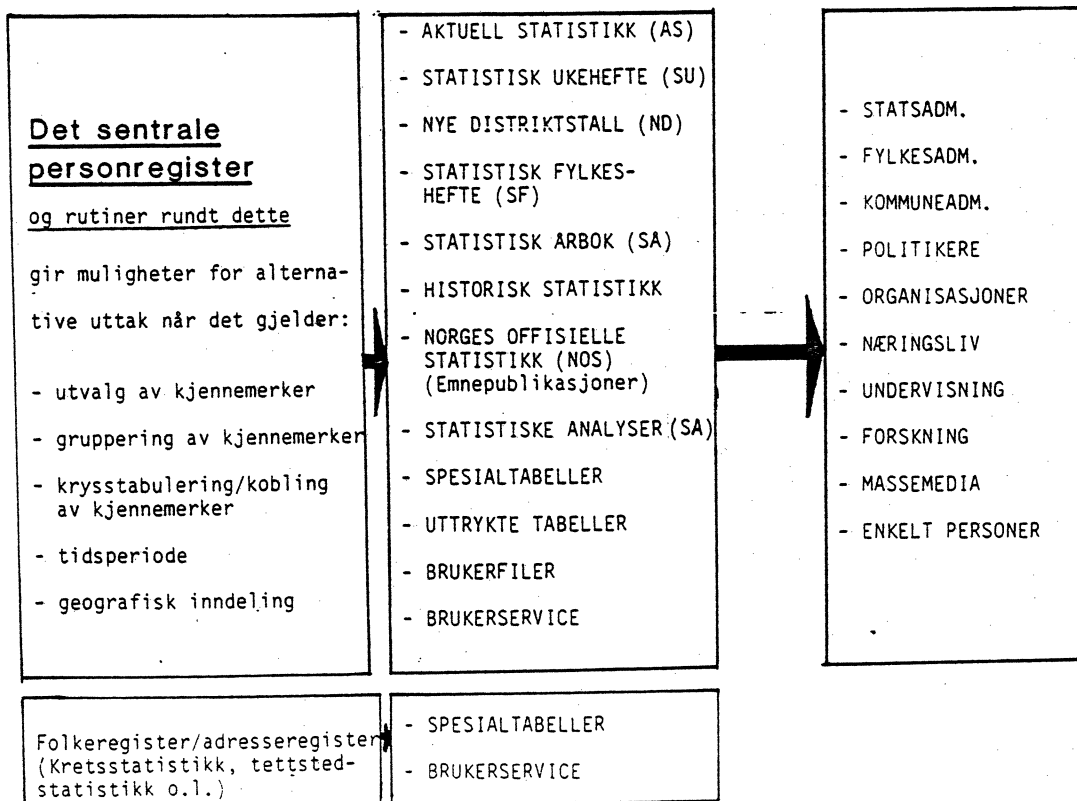 Det sentrale
personregister
og rutiner rundt dette
gir muligheter for alterna-
tive uttak når det gjelder:
- utvalg av kjennemerker
- gruppering av kjennemerker
- krysstabulering/kobling
av kjennemerker
- tidsperiode
- geografisk inndeling
- AKTUELL STATISTIKK (AS)
- STATISTISK UKEHEFTE (SU)
- NYE DISTRIKTSTALL (ND)
- STATISTISK FYLKES-
HEFTE (SF)
- STATISTISK ARBOK (SA)
- HISTORISK STATISTIKK
- NORGES OFFISIELLE
STATISTIKK (NOS)
(Emnepublikasjoner)
- STATISTISKE ANALYSER (SA)
- SPESIALTABELLER
- UTTRYKTE TABELLER
- BRUKERFILER
- BRUKERSERVICE
- STATSADM.
- FYLKESADM.
- KOMMUNEADM.
- POLITIKERE
- ORGANISASJONER
- NÆRINGSLIV
- UNDERVISNING
- FORSKNING
- MASSEMEDIA
- ENKELT PERSONER
Folkeregister/adresseregister
(Kretsstatistikk, tettsted-
statistikk o.l.)
- SPESIALTABELLER
- BRUKERSERVICE